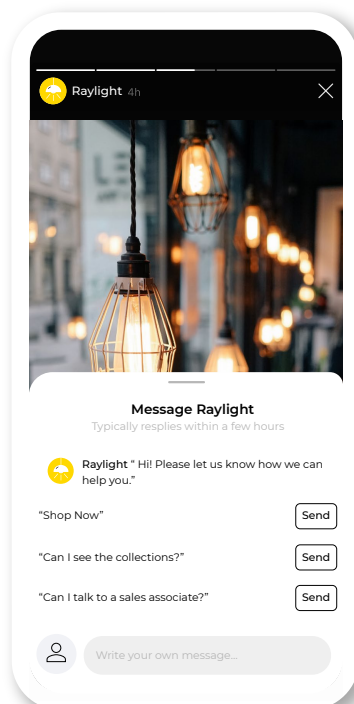 Raylight 4h
Message Raylight
Typically resplies within a few hours
Raylight “ Hi! Please let us know how we can
help you.”
“Shop Now” Send
“Can I see the collections?” Send
“Can I talk to a sales associate?” Send
Write your own message...